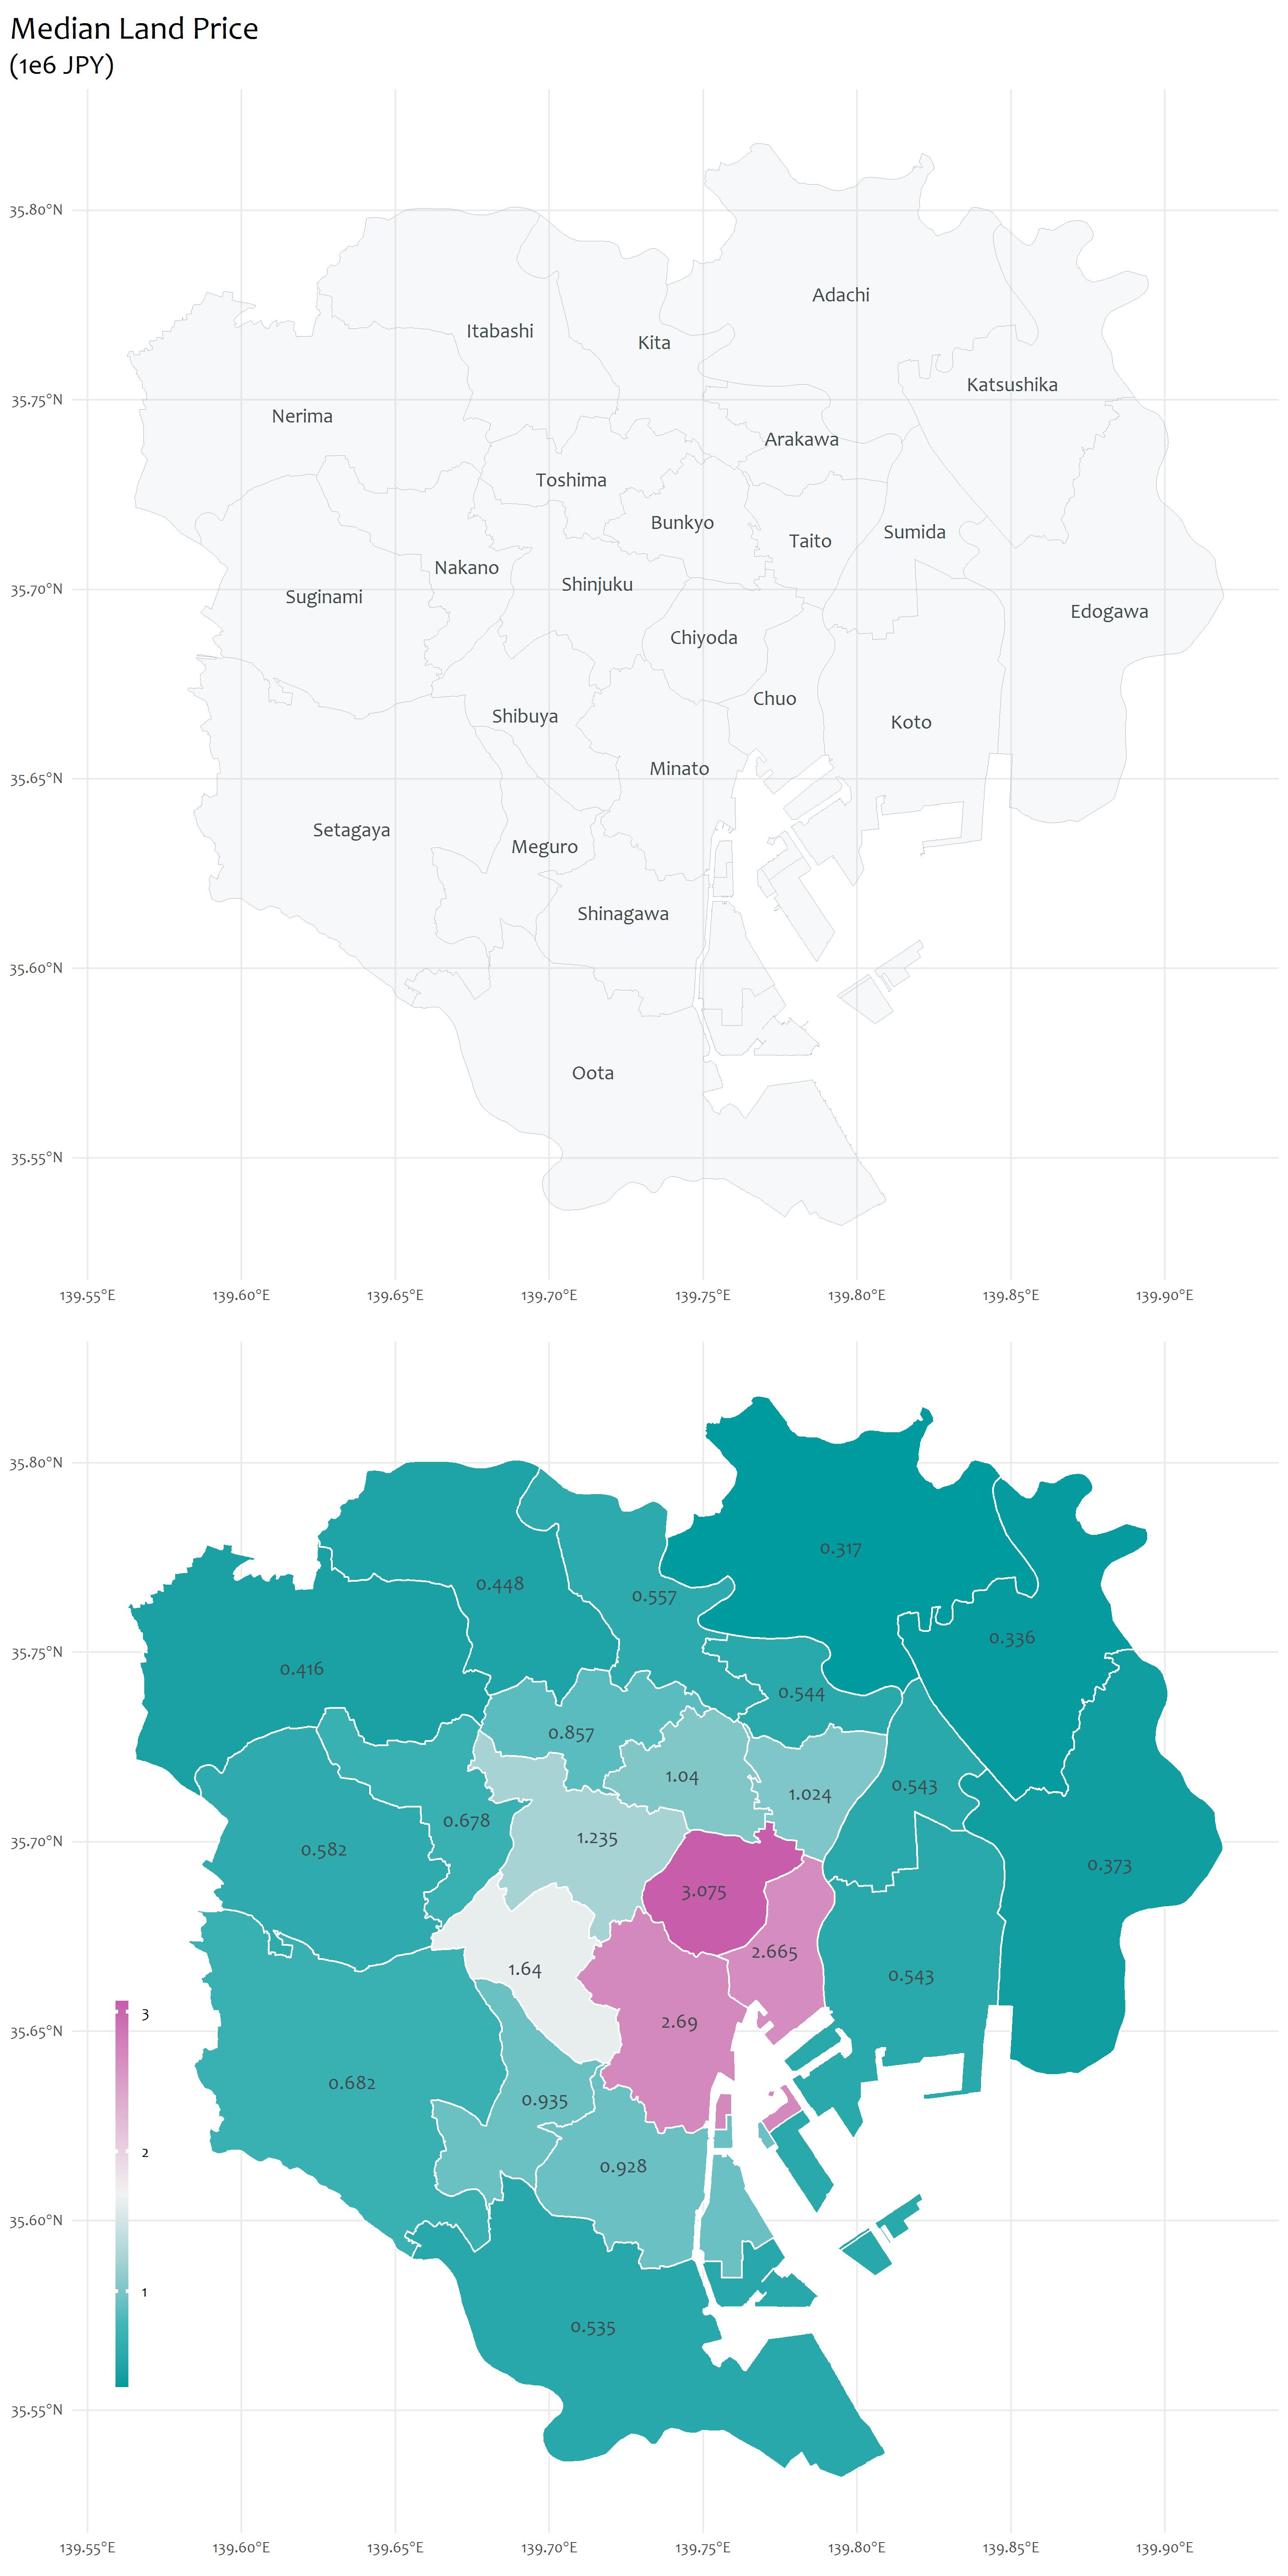 Median Land Price
(1e6 JPY)
35.80°N
Adachi
Itabashi
Kita
Katsushika
35.75°N
Nerima
Arakawa
Toshima
Bunkyo
Sumida
Taito
Nakano
Shinjuku
35.70°N
Suginami
Edogawa
Chiyoda
Chuo
Shibuya
Koto
Minato
35.65°N
Setagaya
Meguro
Shinagawa
35.60°N
Oota
35.55°N
139.55°E 139.60°E 139.65°E 139.70°E 139.75°E 139.80°E 139.85°E 139.90°E
35.80°N
0.317
0.448
0.557
0.336
35.75°N
0.416
0.544
0.857
1.04
0.543
1.024
0.678
1.235
35.70°N
0.582
0.373
3.075
2.665
1.64
0.543
3
2.69
35.65°N
0.682
0.935
2
0.928
35.60°N
1
0.535
35.55°N
139.55°E 139.60°E 139.65°E 139.70°E 139.75°E 139.80°E 139.85°E 139.90°E